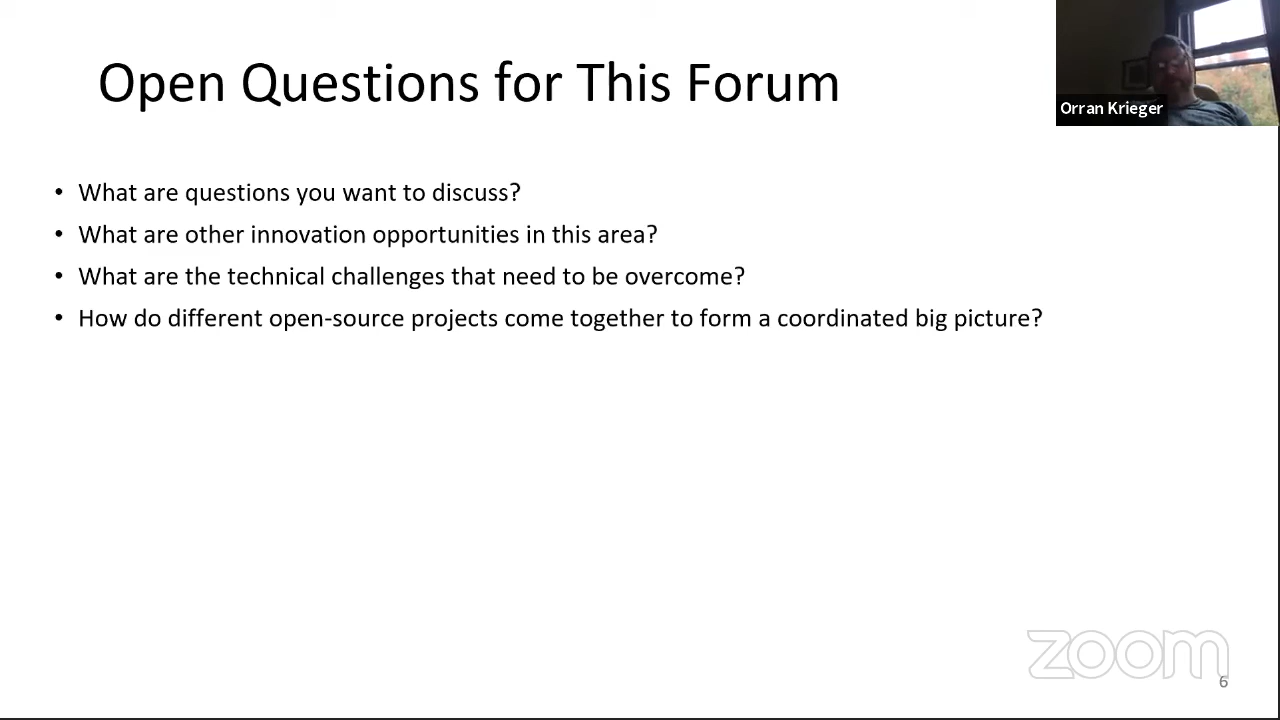 Open Questions for This Forum
Orran Krieger
• What are questions you want to discuss?
• What are other innovation opportunities in this area?
• What are the technical challenges that need to be overcome?
• How do different open-source projects come together to form a coordinated big picture?
zoom
6